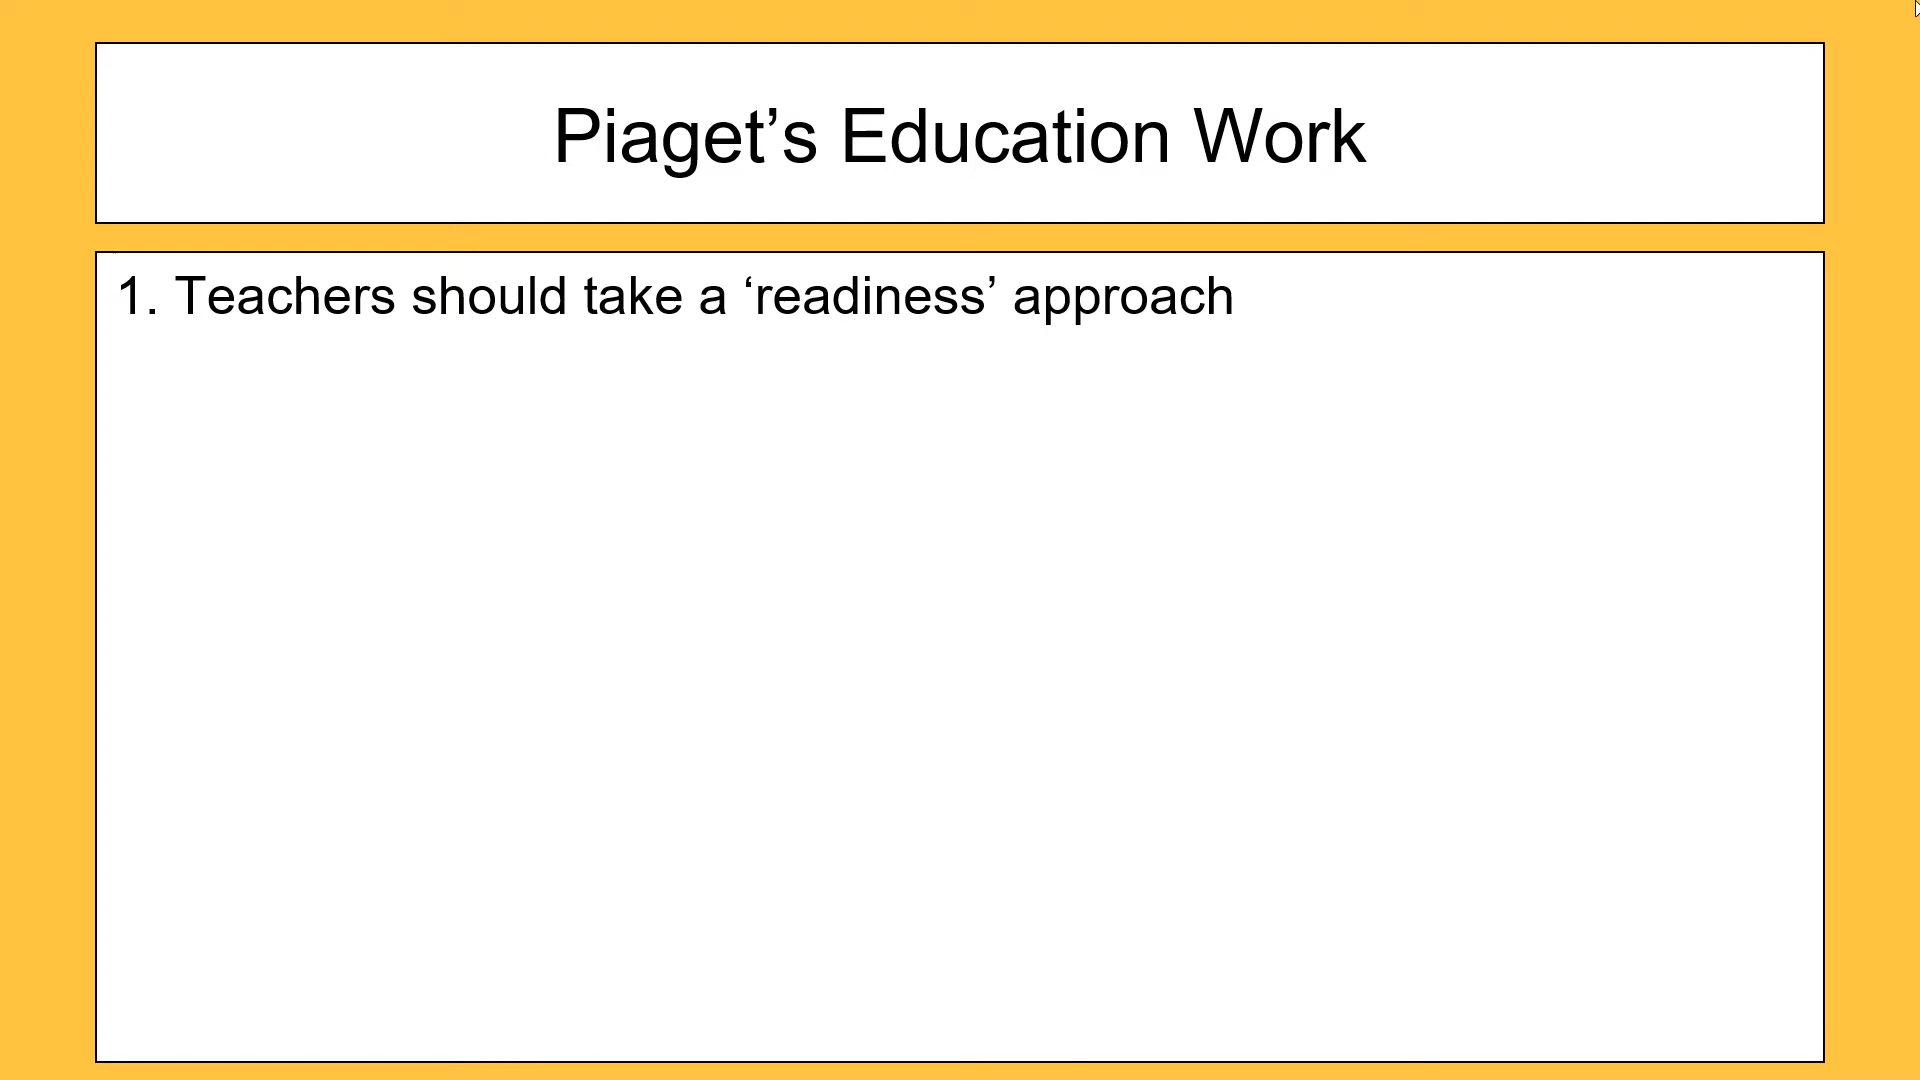 Piaget’s Education Work
1. Teachers should take a ‘readiness’ approach